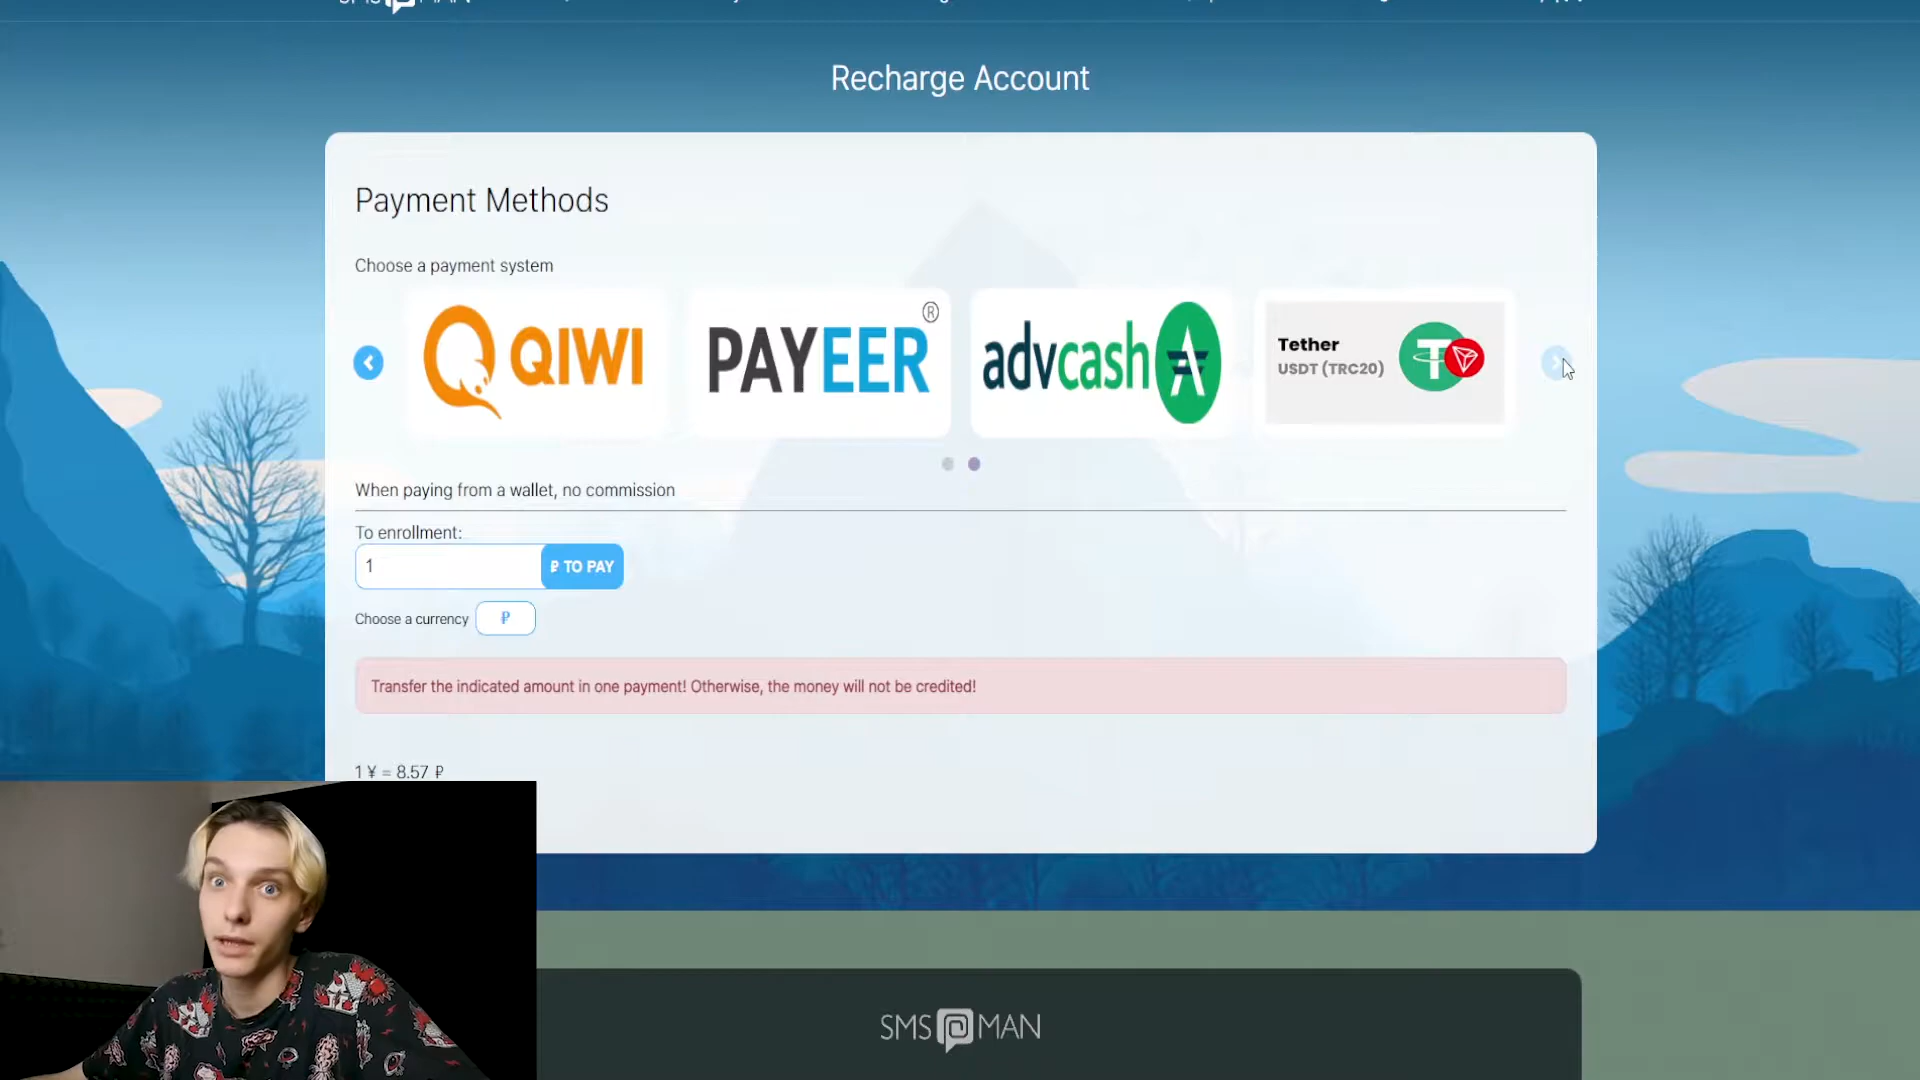 Recharge Account
Payment Methods
Choose a payment system
QIWI
PAYEER®
advcash
Tether
USDT (TRC20)
When paying from a wallet, no commission
To enrollment:
1
₽ TO PAY
Choose a currency
₽
Transfer the indicated amount in one payment! Otherwise, the money will not be credited!
1 ¥ = 8.57 ₽
SMS MAN